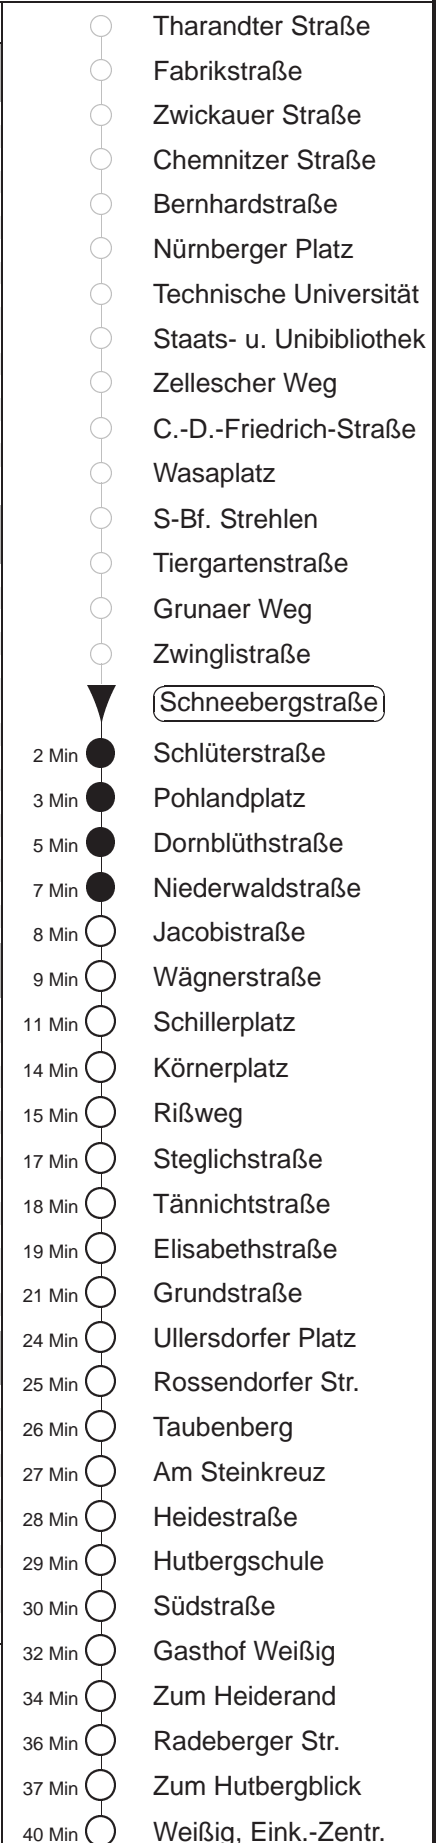 Tharandter Straße
Fabrikstraße
Zwickauer Straße
Chemnitzer Straße
Bernhardstraße
Nürnberger Platz
Technische Universität
Staats- u. Unibibliothek
Zellescher Weg
C.-D.-Friedrich-Straße
Wasaplatz
S-Bf. Strehlen
Tiergartenstraße
Grunaer Weg
Zwinglistraße
Schneebergstraße
2 Min Schlüterstraße
3 Min Pohlandplatz
5 Min Dornblüthstraße
7 Min Niederwaldstraße
8 Min Jacobistraße
9 Min Wägnerstraße
11 Min Schillerplatz
14 Min Körnerplatz
15 Min Rißweg
17 Min Steglichstraße
18 Min Tännichtstraße
19 Min Elisabethstraße
21 Min Grundstraße
24 Min Ullersdorfer Platz
25 Min Rossendorfer Str.
26 Min Taubenberg
27 Min Am Steinkreuz
28 Min Heidestraße
29 Min Hutbergschule
30 Min Südstraße
32 Min Gasthof Weißig
34 Min Zum Heiderand
36 Min Radeberger Str.
37 Min Zum Hutbergblick
40 Min Weißig, Eink.-Zentr.